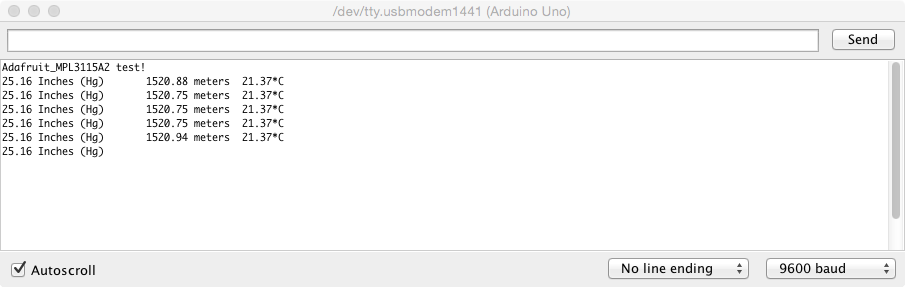 /dev/tty.usbmodem1441 (Arduino Uno)
Send
Adafruit_MPL3115A2 test!
25.16 Inches (Hg) 1520.88 meters 21.37*C
25.16 Inches (Hg) 1520.75 meters 21.37*C
25.16 Inches (Hg) 1520.75 meters 21.37*C
25.16 Inches (Hg) 1520.75 meters 21.37*C
25.16 Inches (Hg) 1520.94 meters 21.37*C
25.16 Inches (Hg)
Autoscroll No line ending 9600 baud